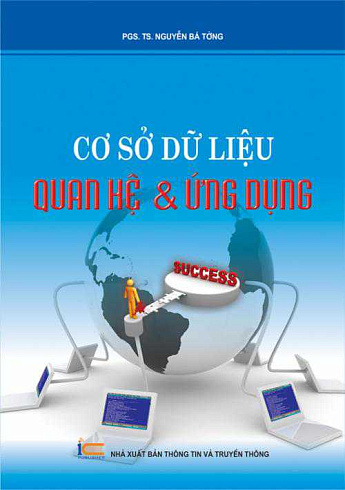 PGS. TS. NGUYỄN BÁ TỜNG
CƠ SỞ DỮ LIỆU
QUAN HỆ & ỨNG DỤNG
SUCCESS
NHÀ XUẤT BẢN THÔNG TIN VÀ TRUYỀN THÔNG